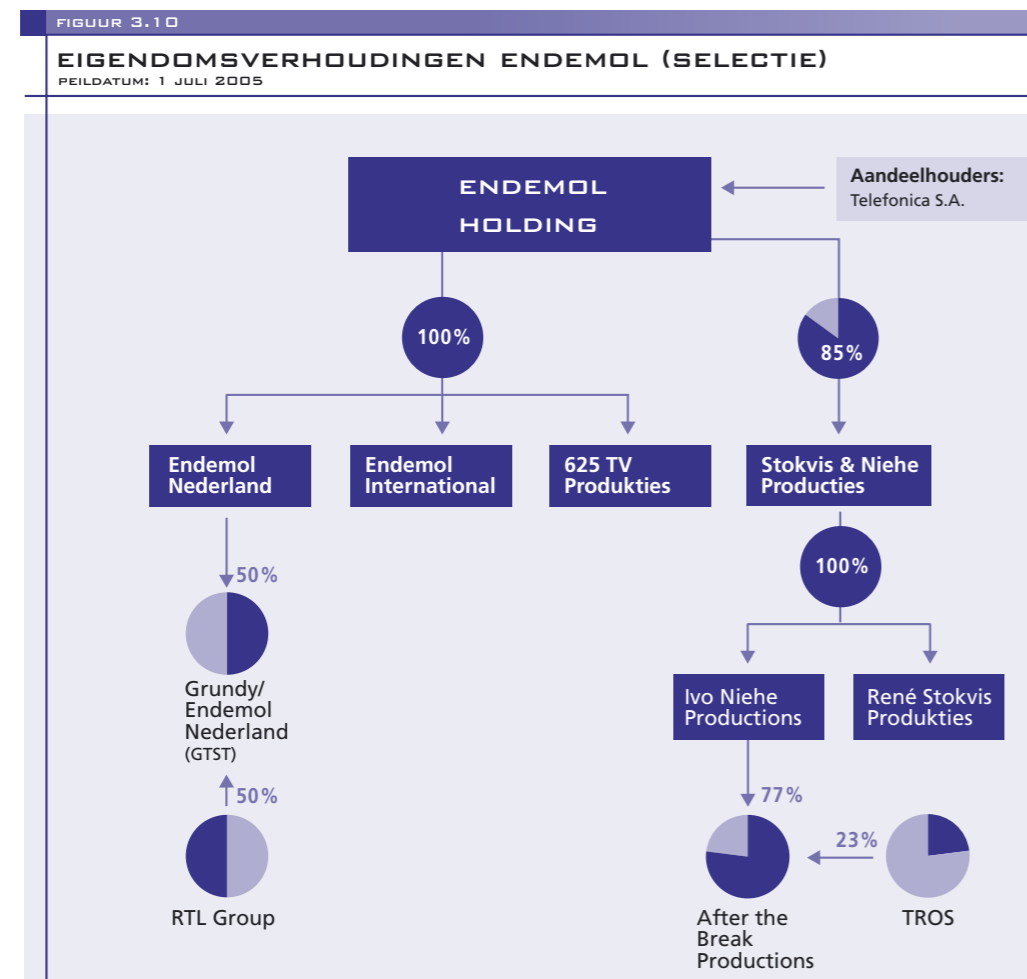 FIGUUR 3.10
EIGENDOMSVERHOUDINGEN ENDEMOL (SELECTIE)
PEILDATUM: 1 JULI 2005
ENDEMOL
HOLDING
Aandeelhouders:
Telefonica S.A.
100%
85%
Endemol
Nederland
Endemol
International
625 TV
Produkties
Stokvis & Niehe
Producties
100%
50%
Grundy/
Endemol
Nederland
(GTST)
Ivo Niehe
Productions
René Stokvis
Produkties
50%
77%
23%
RTL Group
After the
Break
Productions
TROS